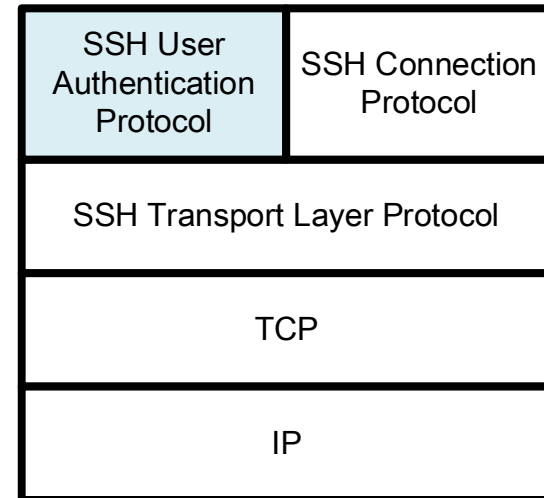 SSH User
Authentication
Protocol
SSH Connection
Protocol
SSH Transport Layer Protocol
TCP
IP